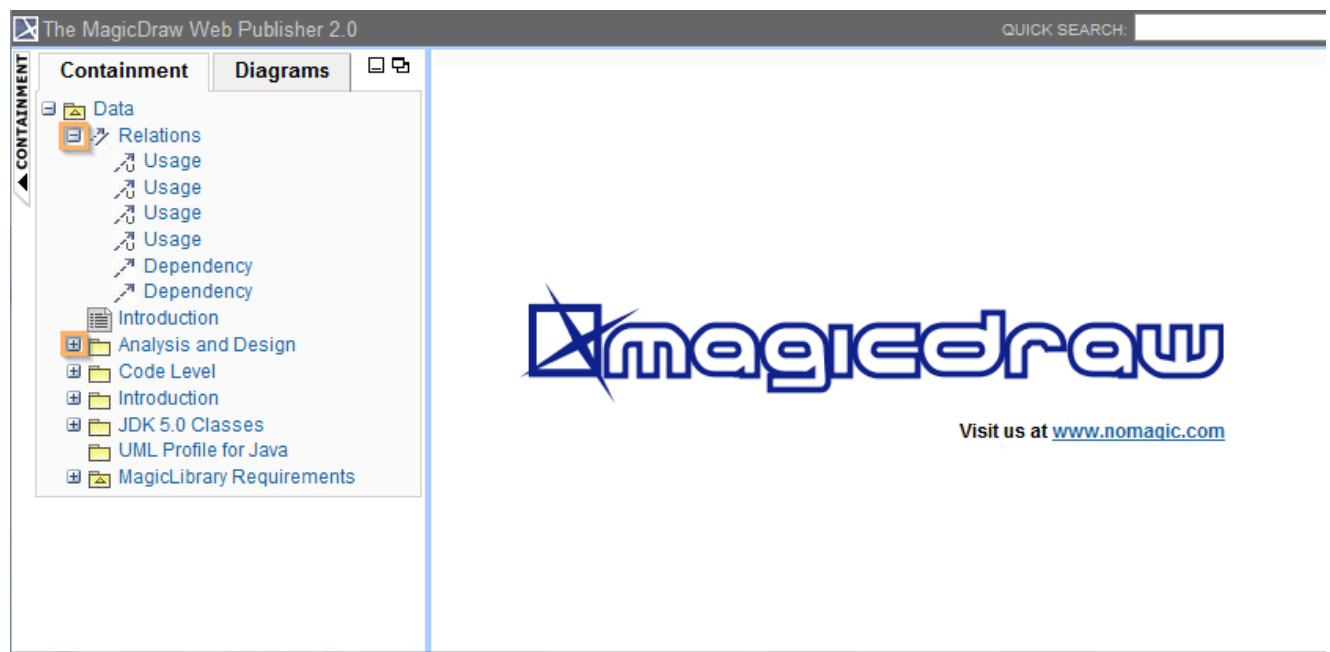 The MagicDraw Web Publisher 2.0 QUICK SEARCH:
CONTAINMENT
Containment Diagrams
Data
Relations
Usage
Usage
Usage
Usage
Dependency
Dependency
Introduction
Analysis and Design
Code Level
Introduction
JDK 5.0 Classes
UML Profile for Java
MagicLibrary Requirements
magicdraw
Visit us at www.nomagic.com